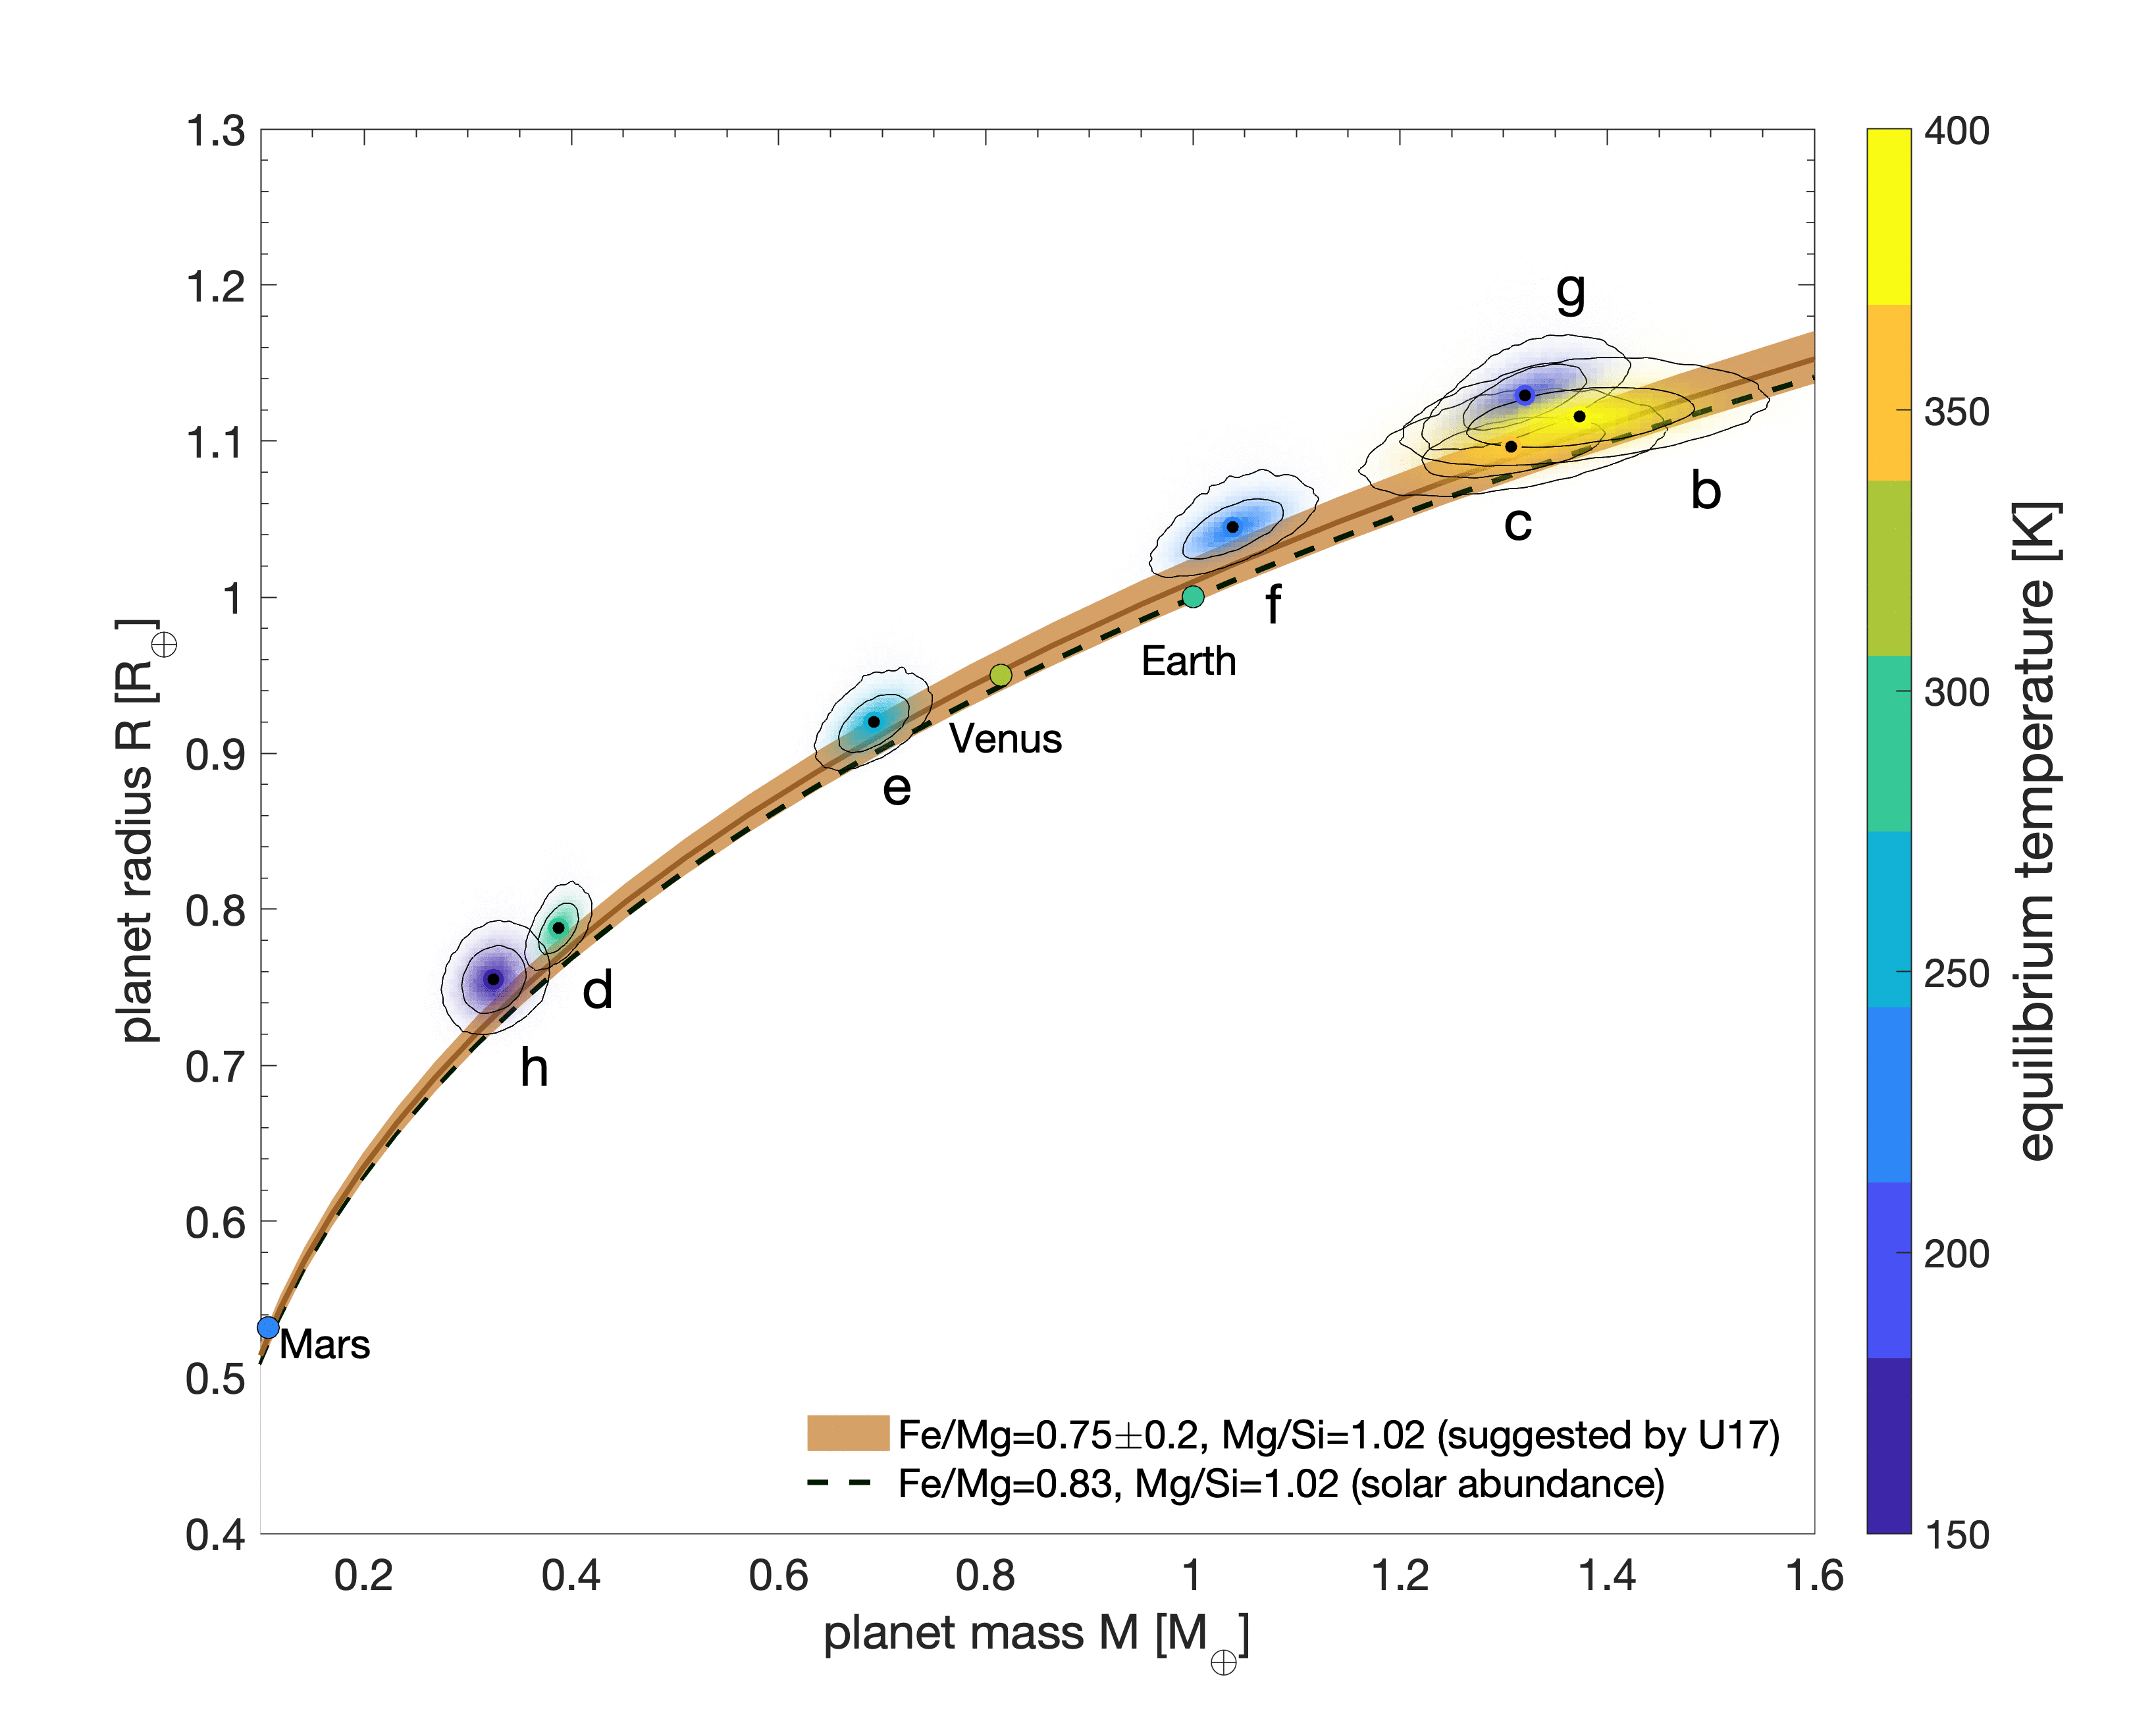 1.3
1.2
1.1
1
0.9
0.8
0.7
0.6
0.5
0.4
planet radius R [R⊕]
g
b
c
f
Earth
Venus
e
d
h
Mars
Fe/Mg=0.75±0.2, Mg/Si=1.02 (suggested by U17)
Fe/Mg=0.83, Mg/Si=1.02 (solar abundance)
0.2 0.4 0.6 0.8 1 1.2 1.4 1.6
planet mass M [M⊕]
400
350
300
250
200
150
equilibrium temperature [K]